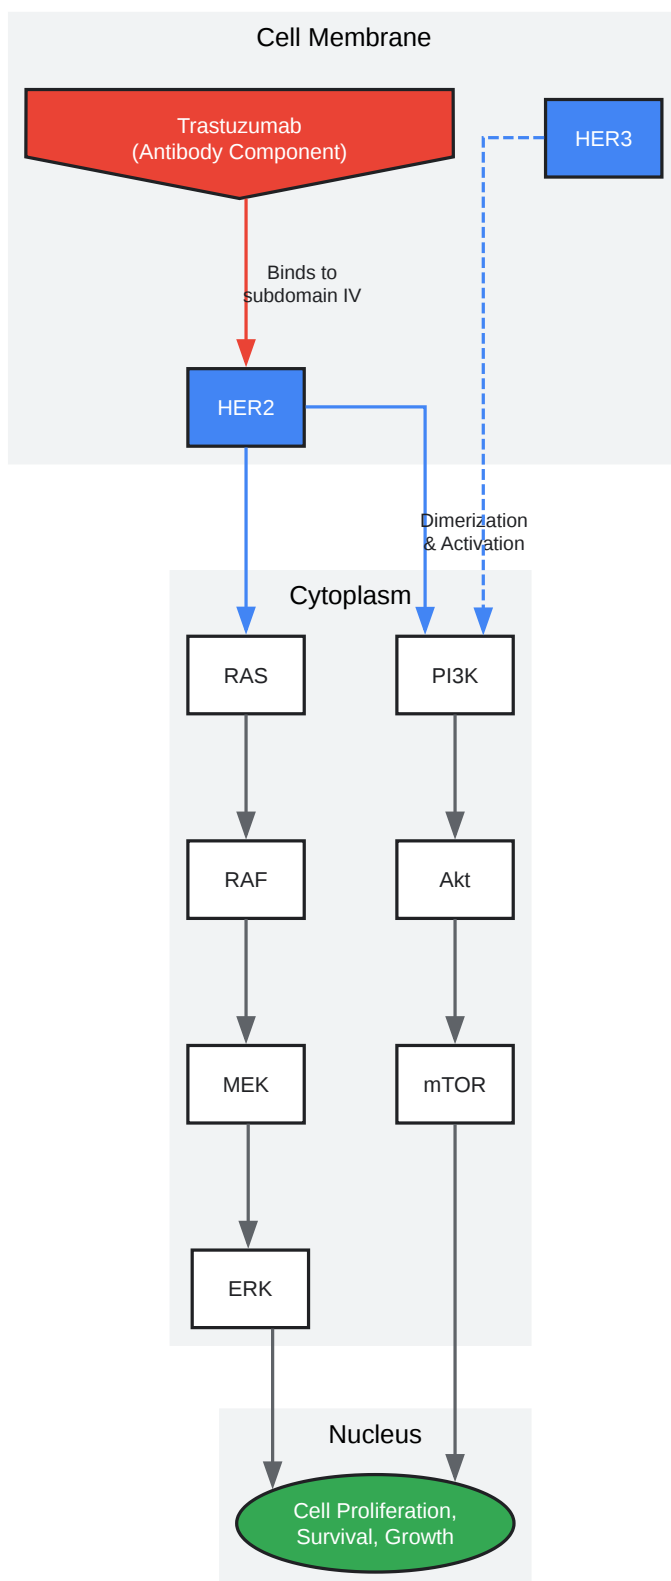 Cell Membrane
Trastuzumab
(Antibody Component)
HER3
Binds to
subdomain IV
HER2
Dimerization
& Activation
Cytoplasm
RAS
PI3K
RAF
Akt
MEK
mTOR
ERK
Nucleus
Cell Proliferation,
Survival, Growth